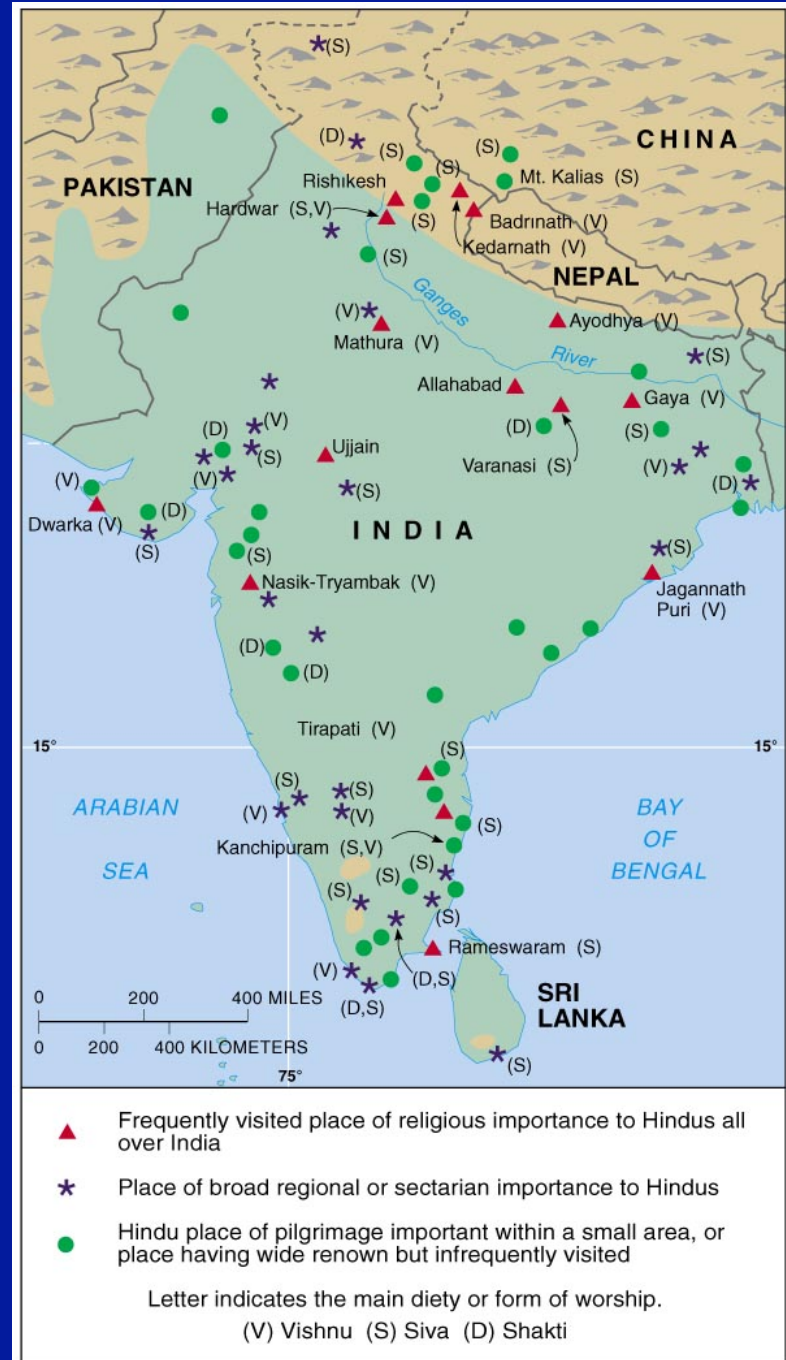 (S)
CHINA
(D)
(S)
(S)
(S)
PAKISTAN
Rishikesh
Mt. Kalias (S)
Hardwar (S,V)
(S)
Badrinath (V)
Kedarnath (V)
(S)
NEPAL
Ganges
(V)
Ayodhya (V)
Mathura (V)
River
(S)
Allahabad
Gaya (V)
(V)
(D)
(S)
(D)
Ujjain
(S)
Varanasi (S)
(V)
(V)
(V)
(S)
(D)
(D)
Dwarka (V)
INDIA
(S)
(S)
(S)
Nasik-Tryambak (V)
Jagannath
Puri (V)
(D)
(D)
Tirapati (V)
15°
15°
(S)
(S)
(S)
ARABIAN
SEA
BAY
OF
BENGAL
(V)
(V)
(S)
Kanchipuram (S,V)
(S)
(S)
(S)
(S)
Rameswaram (S)
(V)
(D,S)
(D,S)
SRI
LANKA
0 200 400 MILES
0 200 400 KILOMETERS
75°
(S)
Frequently visited place of religious importance to Hindus all
over India
Place of broad regional or sectarian importance to Hindus
Hindu place of pilgrimage important within a small area, or
place having wide renown but infrequently visited
Letter indicates the main diety or form of worship.
(V) Vishnu (S) Siva (D) Shakti